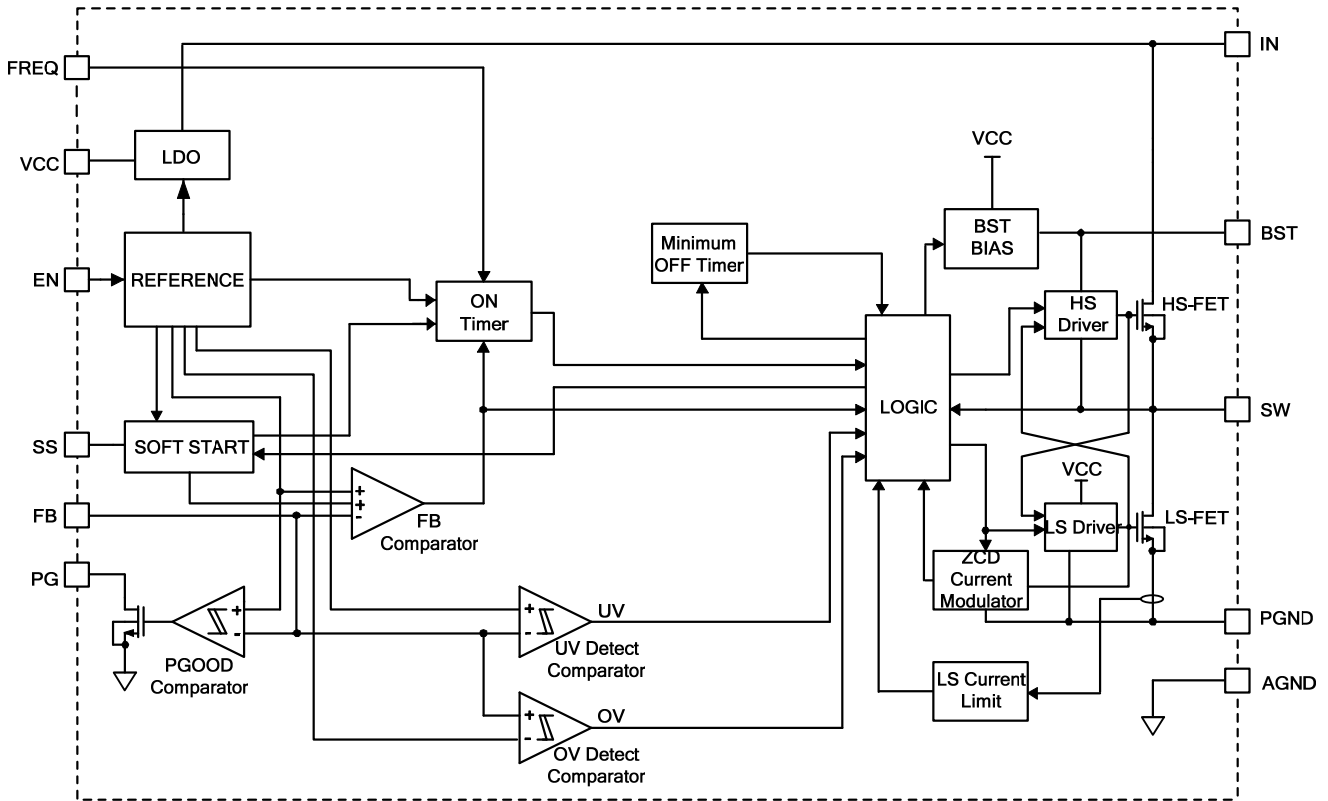 FREQ
IN
VCC
LDO
VCC
BST
BIAS
BST
Minimum
OFF Timer
EN
REFERENCE
ON
Timer
HS
Driver
HS-FET
LOGIC
SW
SS
SOFT START
VCC
+
+
-
FB
Comparator
FB
LS Driver
LS-FET
PG
ZCD
Current
Modulator
+
-
PGOOD
Comparator
+
-
UV
UV Detect
Comparator
PGND
LS Current
Limit
AGND
+
-
OV
OV Detect
Comparator